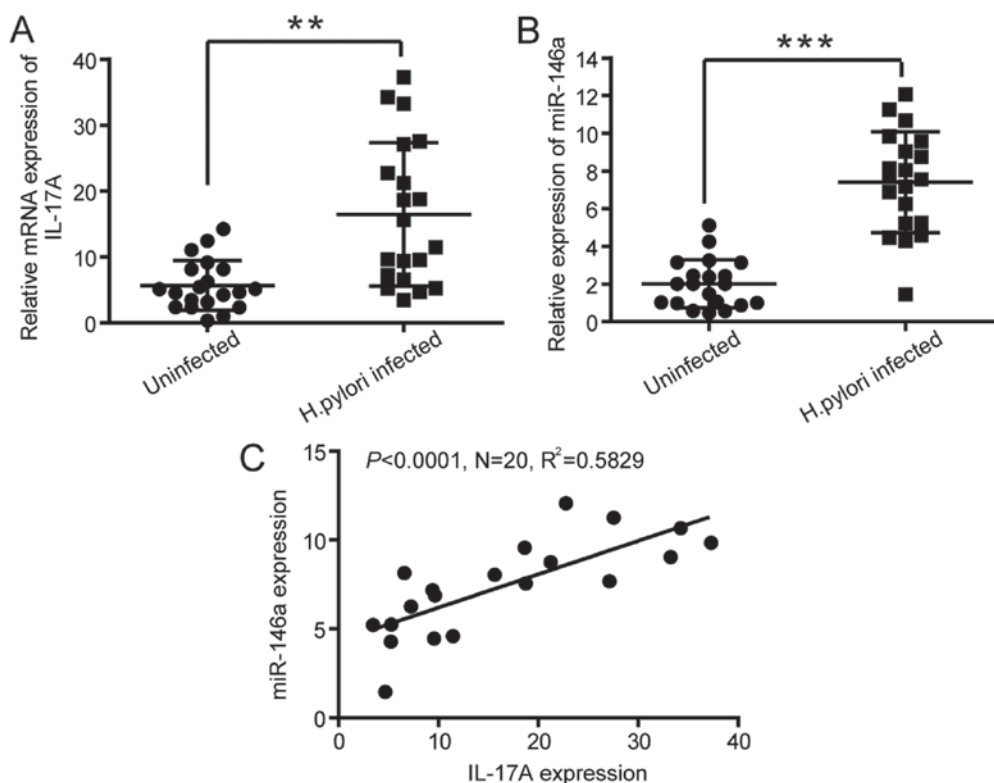 A
**
Relative mRNA expression of
IL-17A
40
30
20
10
0
Uninfected
H.pylori infected
B
***
Relative expression of miR-146a
14
12
10
8
6
4
2
0
Uninfected
H.pylori infected
C
P<0.0001, N=20, R²=0.5829
miR-146a expression
15
10
5
0
0 10 20 30 40
IL-17A expression